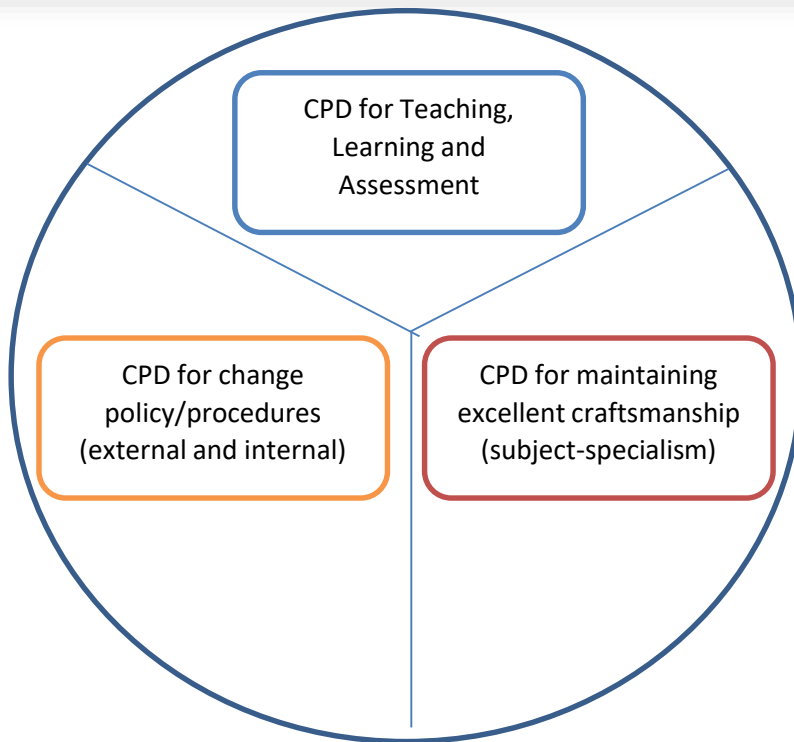 CPD for Teaching,
Learning and
Assessment
CPD for change
policy/procedures
(external and internal)
CPD for maintaining
excellent craftsmanship
(subject-specialism)